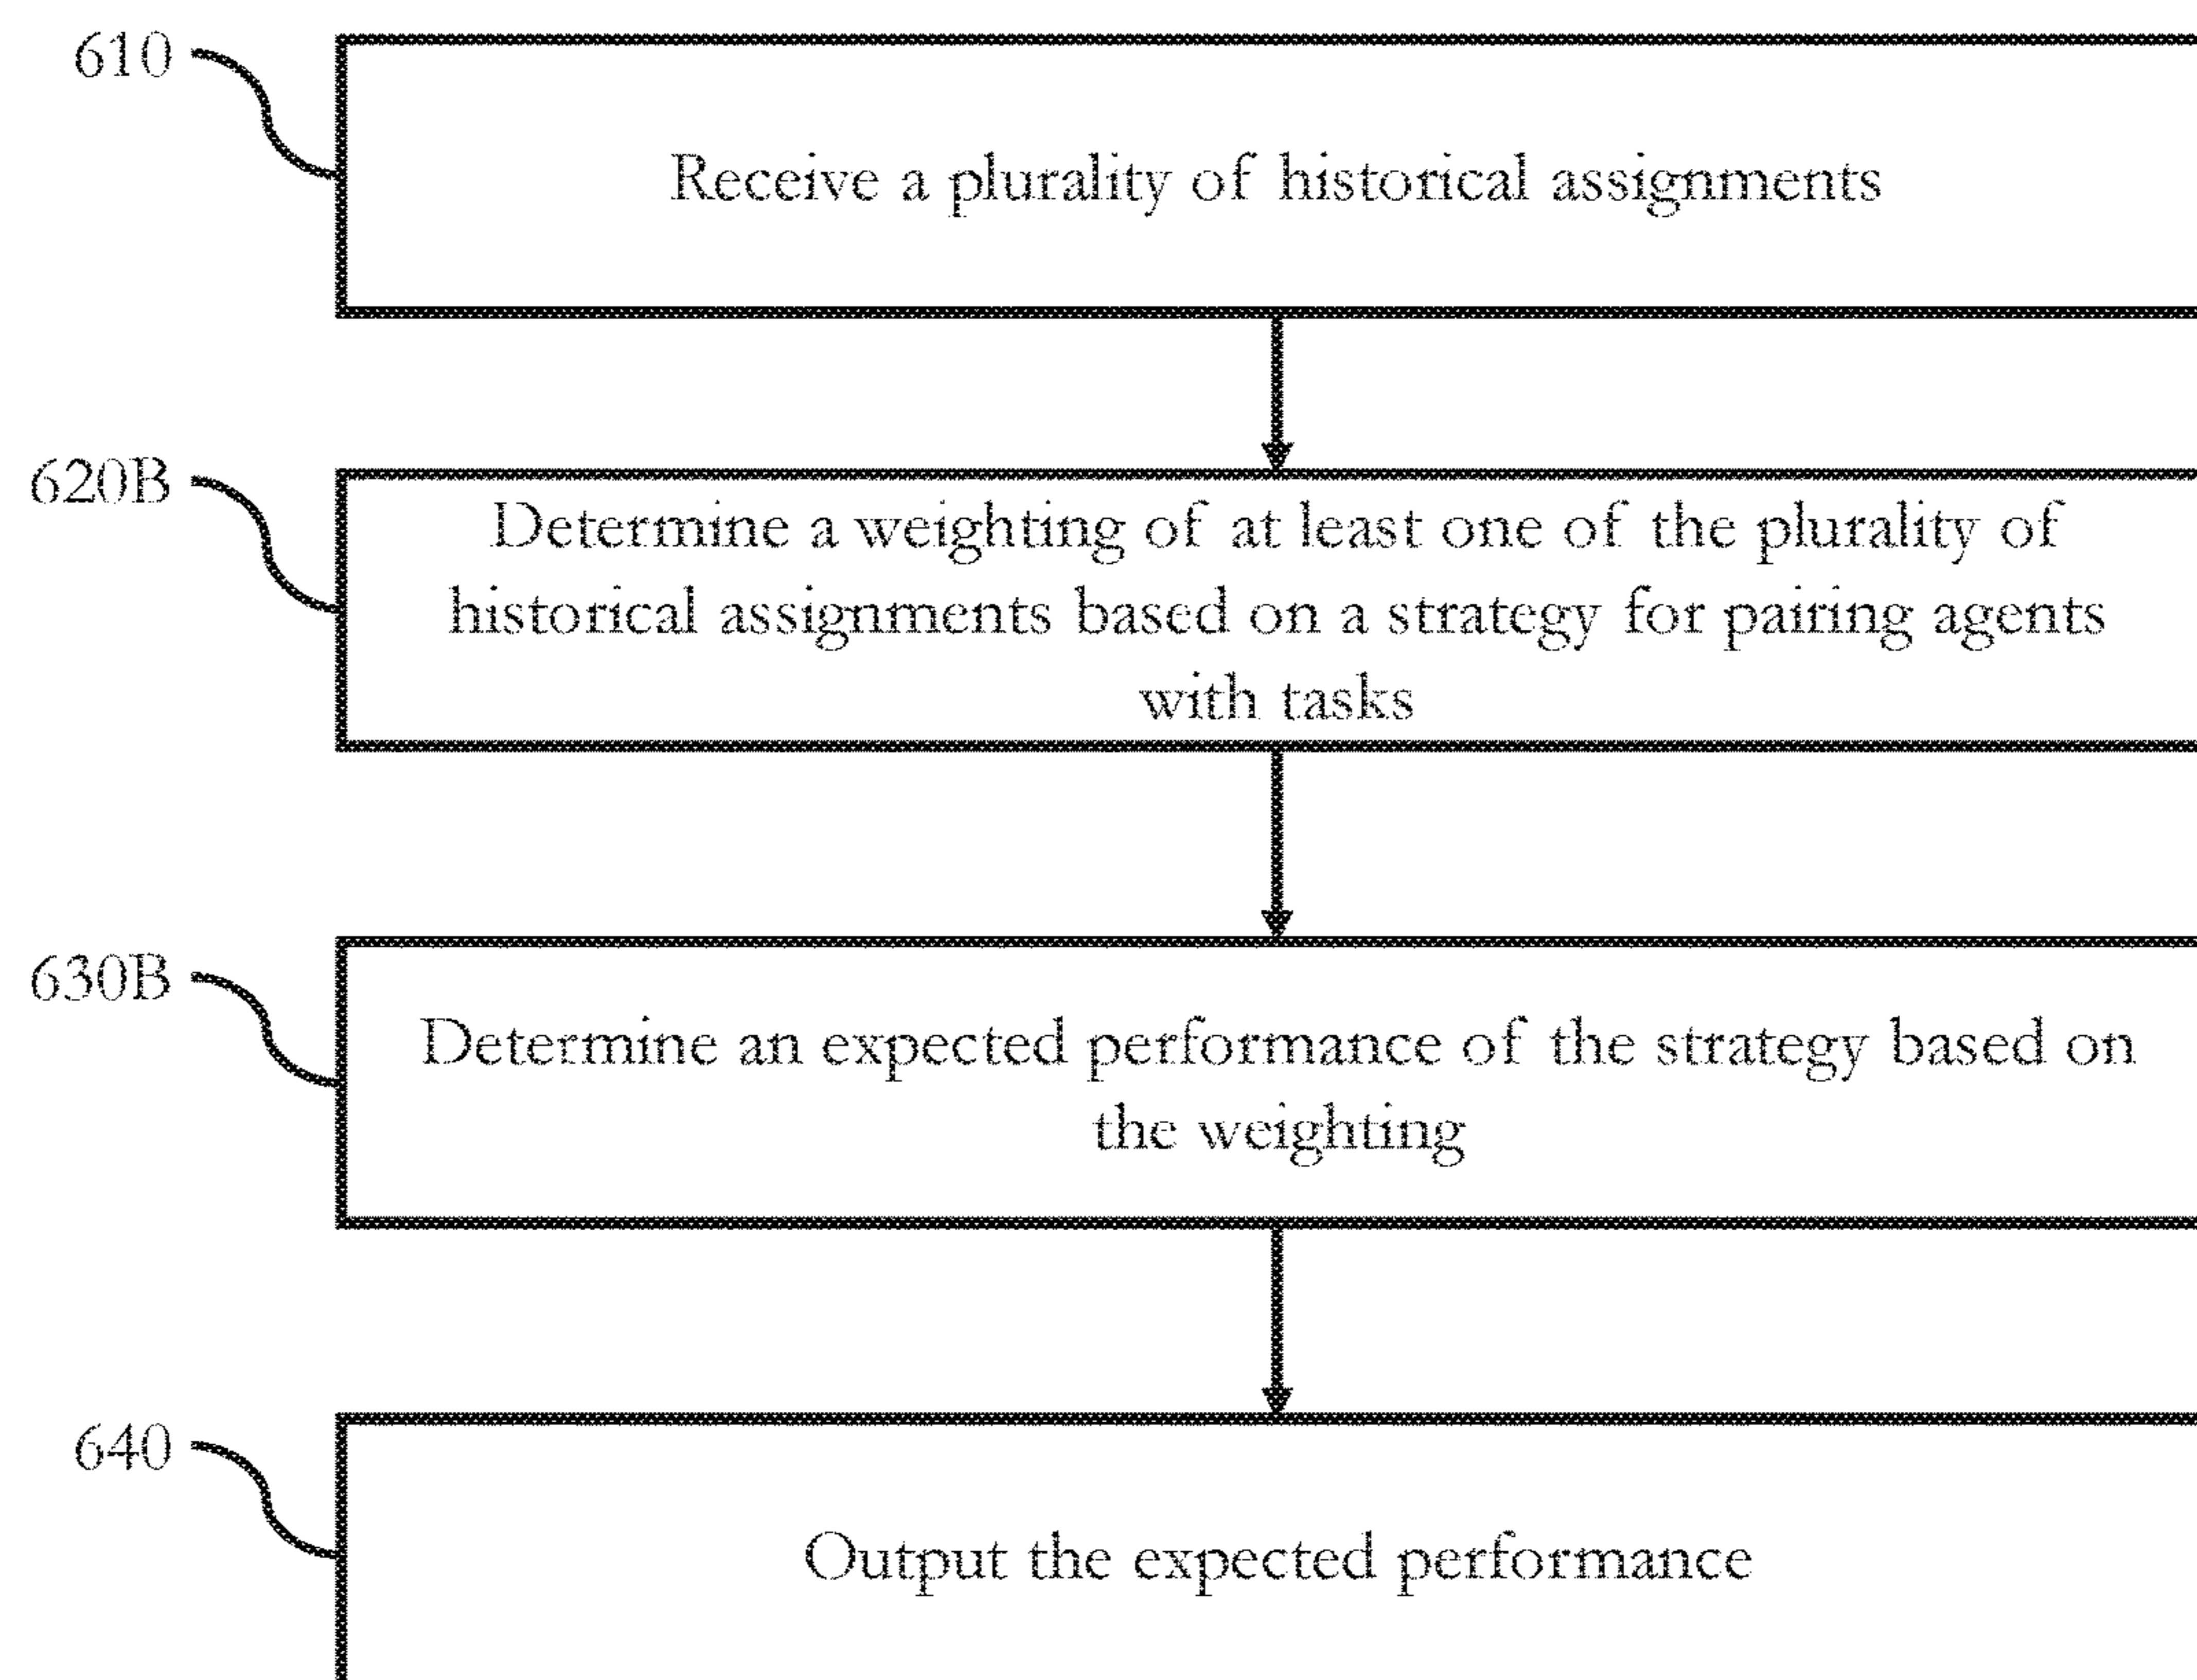 610
Receive a plurality of historical assignments
620B
Determine a weighting of at least one of the plurality of
historical assignments based on a strategy for pairing agents
with tasks
630B
Determine an expected performance of the strategy based on
the weighting
640
Output the expected performance